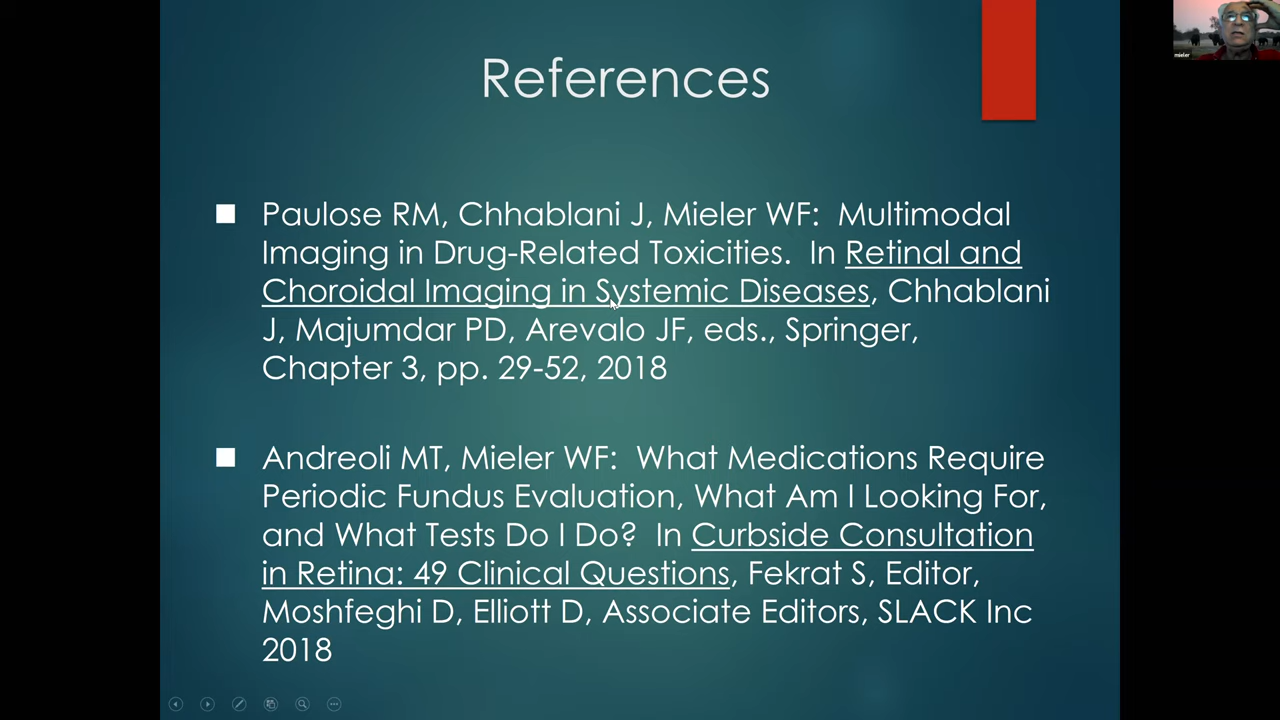 References
Paulose RM, Chhablani J, Mieler WF:  Multimodal
Imaging in Drug-Related Toxicities.  In Retinal and
Choroidal Imaging in Systemic Diseases, Chhablani
J, Majumdar PD, Arevalo JF, eds., Springer,
Chapter 3, pp. 29-52, 2018
Andreoli MT, Mieler WF:  What Medications Require
Periodic Fundus Evaluation, What Am I Looking For,
and What Tests Do I Do?  In Curbside Consultation
in Retina: 49 Clinical Questions, Fekrat S, Editor,
Moshfeghi D, Elliott D, Associate Editors, SLACK Inc
2018
mieler